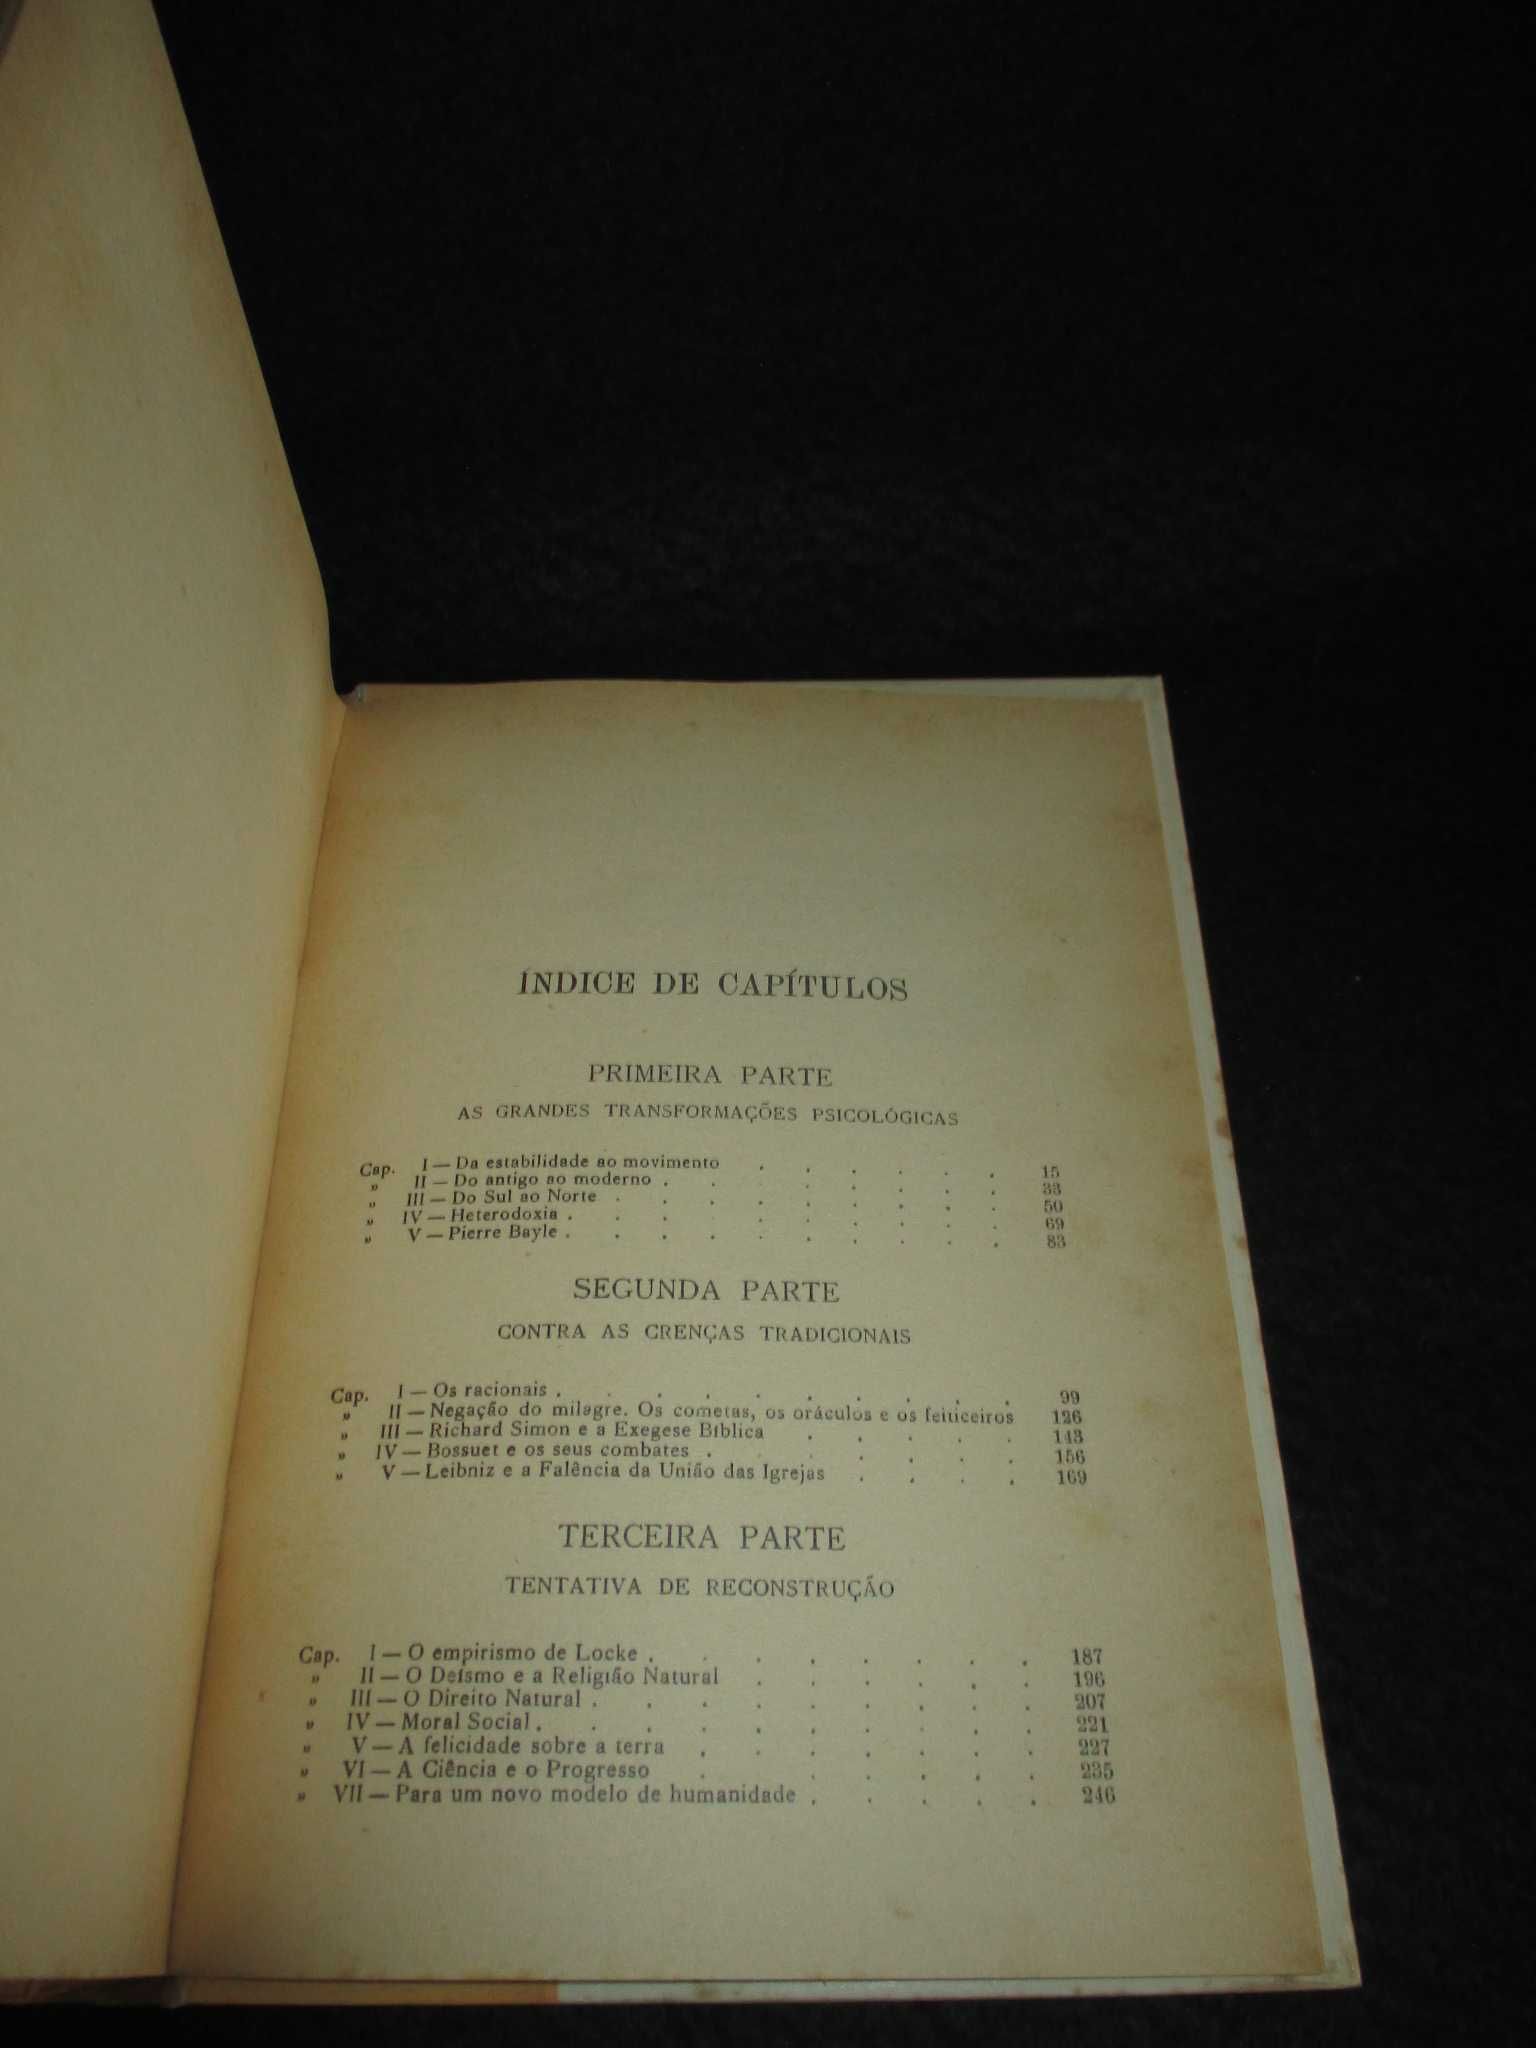 ÍNDICE DE CAPÍTULOS
PRIMEIRA PARTE
AS GRANDES TRANSFORMAÇÕES PSICOLÓGICAS
Cap. I — Da estabilidade ao movimento . . . . . . 15
„ II — Do antigo ao moderno . . . . . . . 33
„ III — Do Sul ao Norte . . . . . . . . . 50
„ IV — Heterodoxia . . . . . . . . . . 69
„ V — Pierre Bayle . . . . . . . . . . 83
SEGUNDA PARTE
CONTRA AS CRENÇAS TRADICIONAIS
Cap. I — Os racionais . . . . . . . . . . 99
„ II — Negação do milagre. Os cometas, os oráculos e os feiticeiros 126
„ III — Richard Simon e a Exegese Bíblica . . . . . 143
„ IV — Bossuet e os seus combates . . . . . . . 156
„ V — Leibniz e a Falência da União das Igrejas . . . . 169
TERCEIRA PARTE
TENTATIVA DE RECONSTRUÇÃO
Cap. I — O empirismo de Locke . . . . . . . . 187
„ II — O Deísmo e a Religião Natural . . . . . . 196
„ III — O Direito Natural . . . . . . . . . 207
„ IV — Moral Social . . . . . . . . . . 221
„ V — A felicidade sobre a terra . . . . . . . 227
„ VI — A Ciência e o Progresso . . . . . . . 235
„ VII — Para um novo modelo de humanidade . . . . . 246